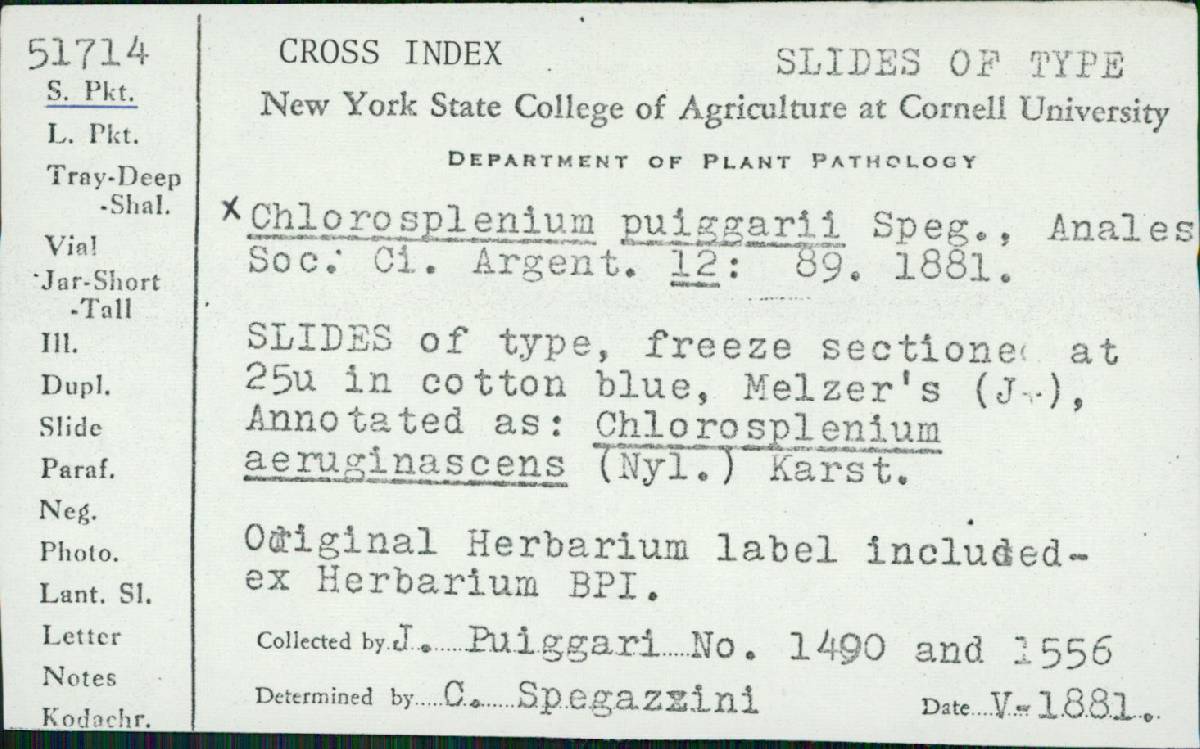 51714
S. Pkt.
L. Pkt.
Tray-Deep
-Shal.
Vial
Jar-Short
-Tall
Ill.
Dupl.
Slide
Paraf.
Neg.
Photo.
Lant. Sl.
Letter
Notes
Kodachr.
CROSS INDEX
SLIDES OF TYPE
New York State College of Agriculture at Cornell University
DEPARTMENT OF PLANT PATHOLOGY
x Chlorosplenium puiggarii Speg., Anales
Soc. Ci. Argent. 12: 89. 1881.
SLIDES of type, freeze sectioned at
25u in cotton blue, Melzer's
Annotated as: Chlorosplenium
aeruginascens (Nyl.) Karst.
Original Herbarium label included-
ex Herbarium BPI.
Collected by J. Puiggari No. 1490 and 1556
Determined by C. Spegazzini Date V-1881.